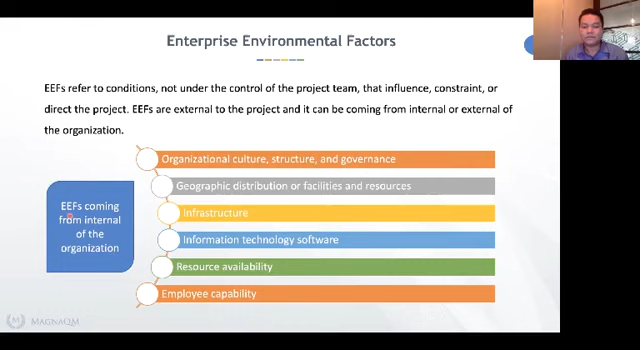 Enterprise Environmental Factors
EEFs refer to conditions, not under the control of the project team, that influence, constraint, or
direct the project. EEFs are external to the project and it can be coming from internal or external of
the organization.
EEFs coming
from internal
of the
organization
Organizational culture, structure, and governance
Geographic distribution or facilities and resources
Infrastructure
Information technology software
Resource availability
Employee capability
MAGNAQM